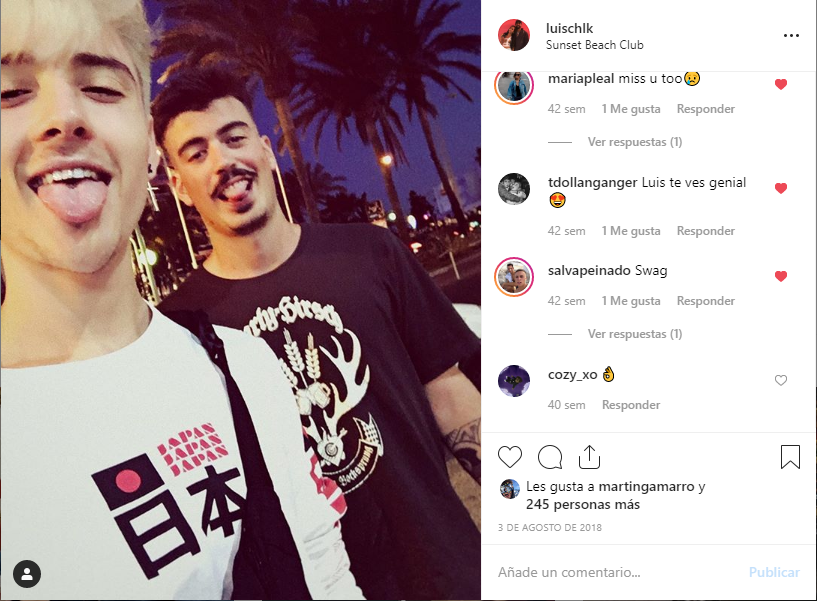 luischlk
Sunset Beach Club
mariapleal miss u too😢
42 sem 1 Me gusta Responder
Ver respuestas (1)
tdollanganger Luis te ves genial
😍
42 sem 1 Me gusta Responder
salvapeinado Swag
42 sem 1 Me gusta Responder
Ver respuestas (1)
cozy_xo 👌
40 sem Responder
Les gusta a martingamarro y
245 personas más
3 DE AGOSTO DE 2018
Añade un comentario...
Publicar
JAPAN
JAPAN
JAPAN
日本